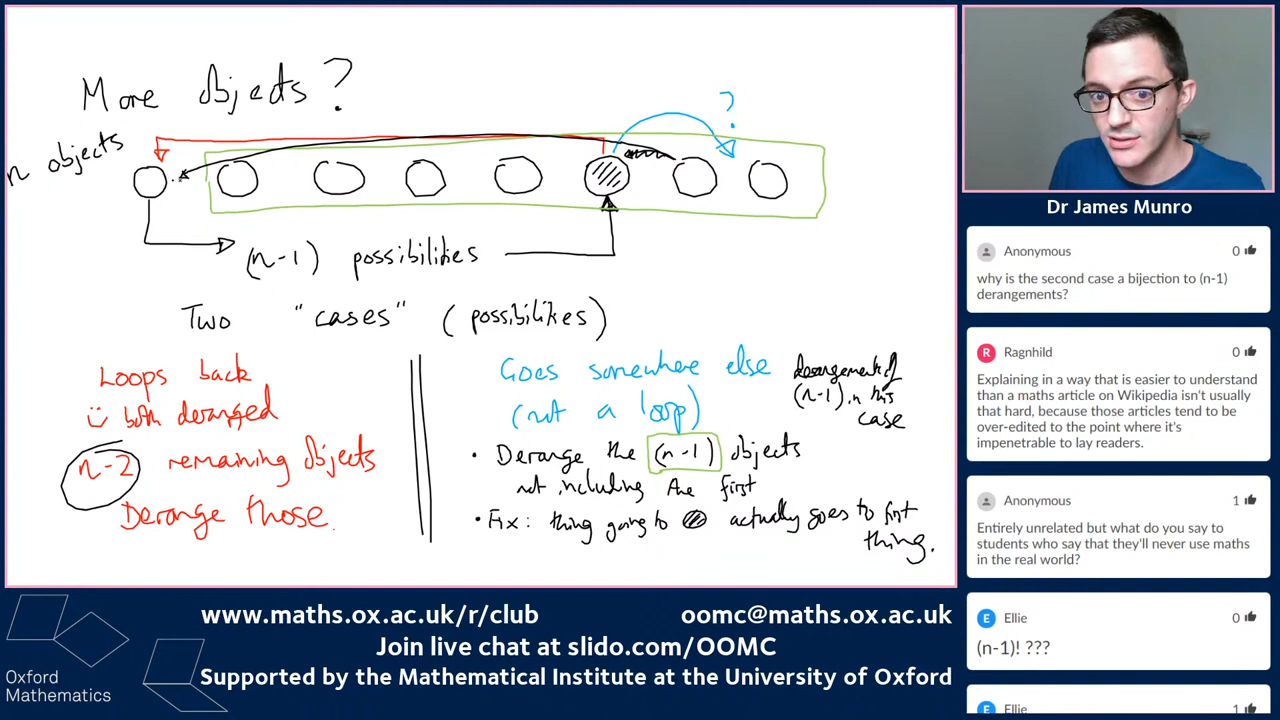 More objects?
?
n objects
(n-1) possibilities
Two "cases" (possibilities)
Loops back
both deranged
n-2 remaining objects
Derange those.
Goes somewhere else
(not a loop)
derangement of
(n-1), in this
case
• Derange the (n-1) objects
not including the first
• Fix: thing going to actually goes to first
thing.
Dr James Munro
Anonymous
0
why is the second case a bijection to (n-1)
derangements?
R
Ragnhild
0
Explaining in a way that is easier to understand
than a maths article on Wikipedia isn't usually
that hard, because those articles tend to be
over-edited to the point where it's
impenetrable to lay readers.
Anonymous
1
Entirely unrelated but what do you say to
students who say that they'll never use maths
in the real world?
E
Ellie
0
(n-1)! ???
E
Ellie
1
www.maths.ox.ac.uk/r/club oomc@maths.ox.ac.uk
Join live chat at slido.com/OOMC
Supported by the Mathematical Institute at the University of Oxford
Oxford
Mathematics